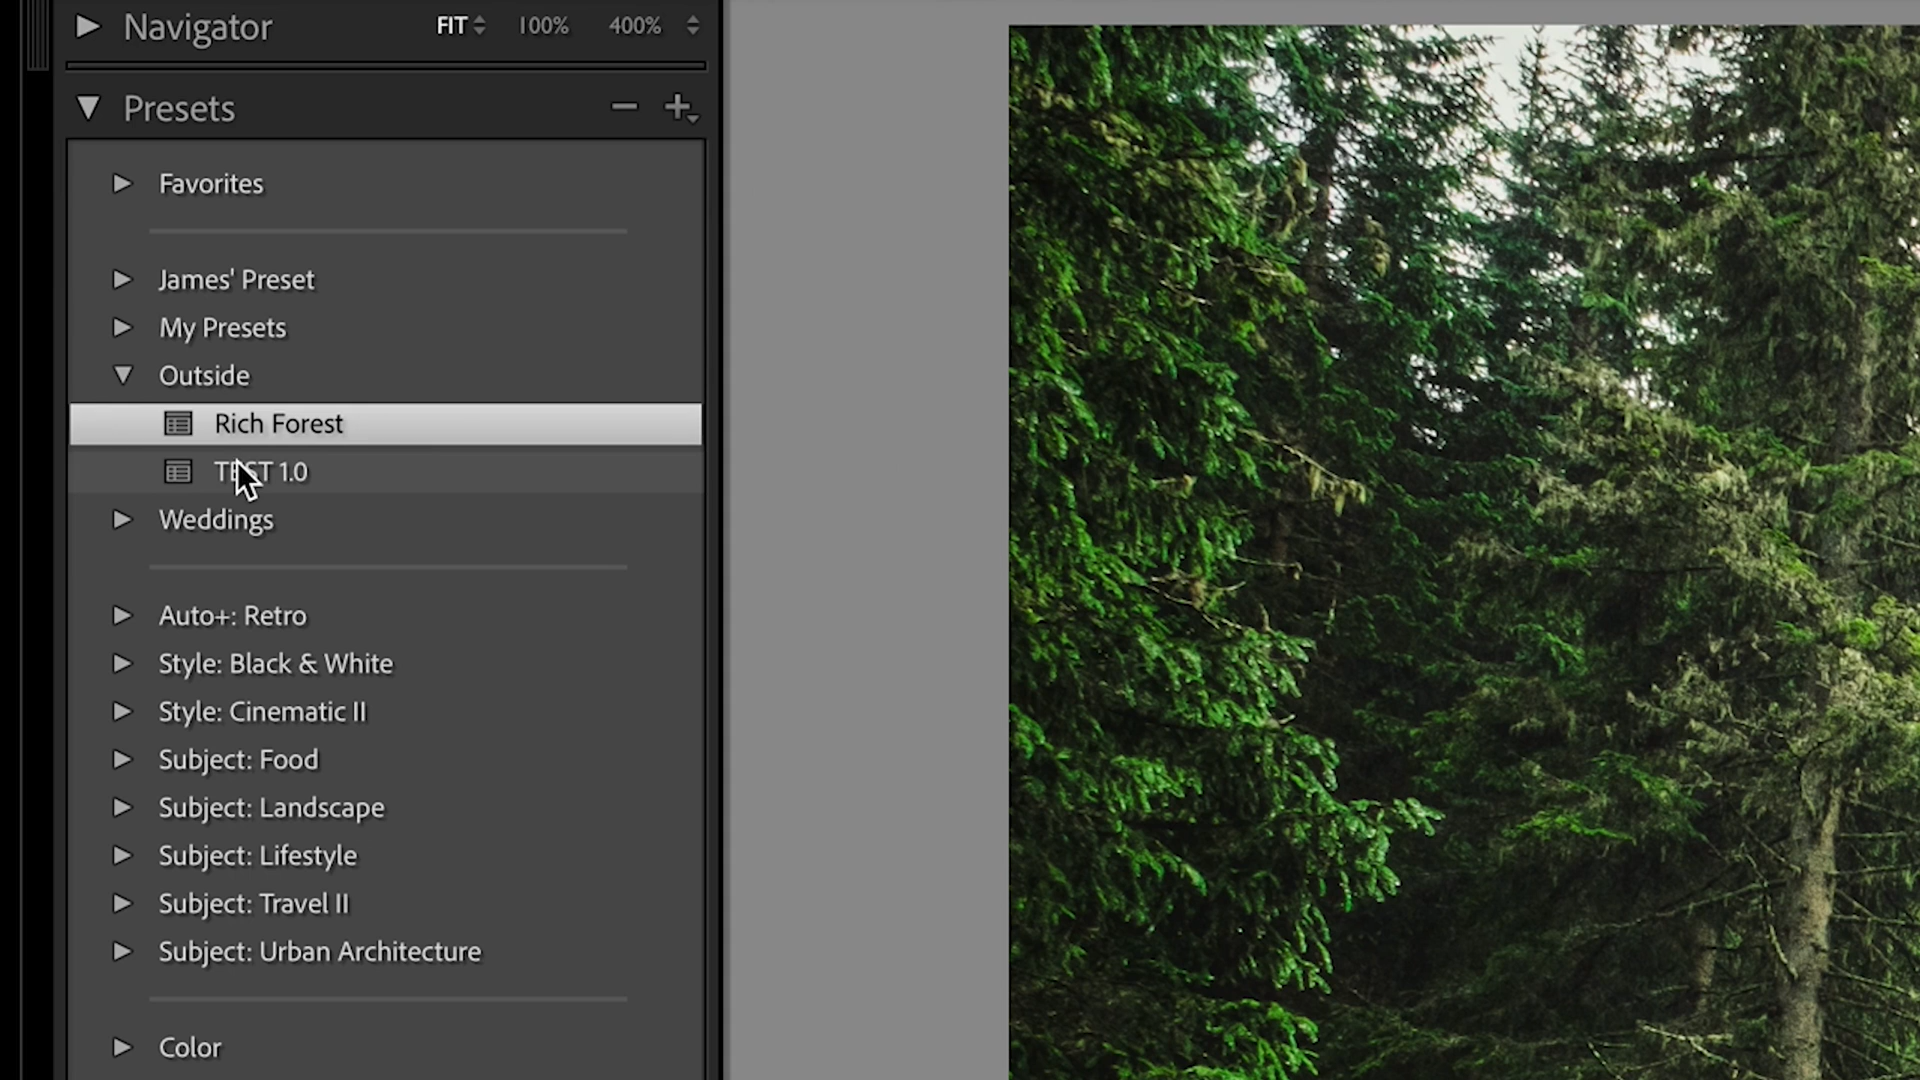 Navigator FIT 100% 400%
Presets
Favorites
James' Preset
My Presets
Outside
Rich Forest
TEST 1.0
Weddings
Auto+: Retro
Style: Black & White
Style: Cinematic II
Subject: Food
Subject: Landscape
Subject: Lifestyle
Subject: Travel II
Subject: Urban Architecture
Color